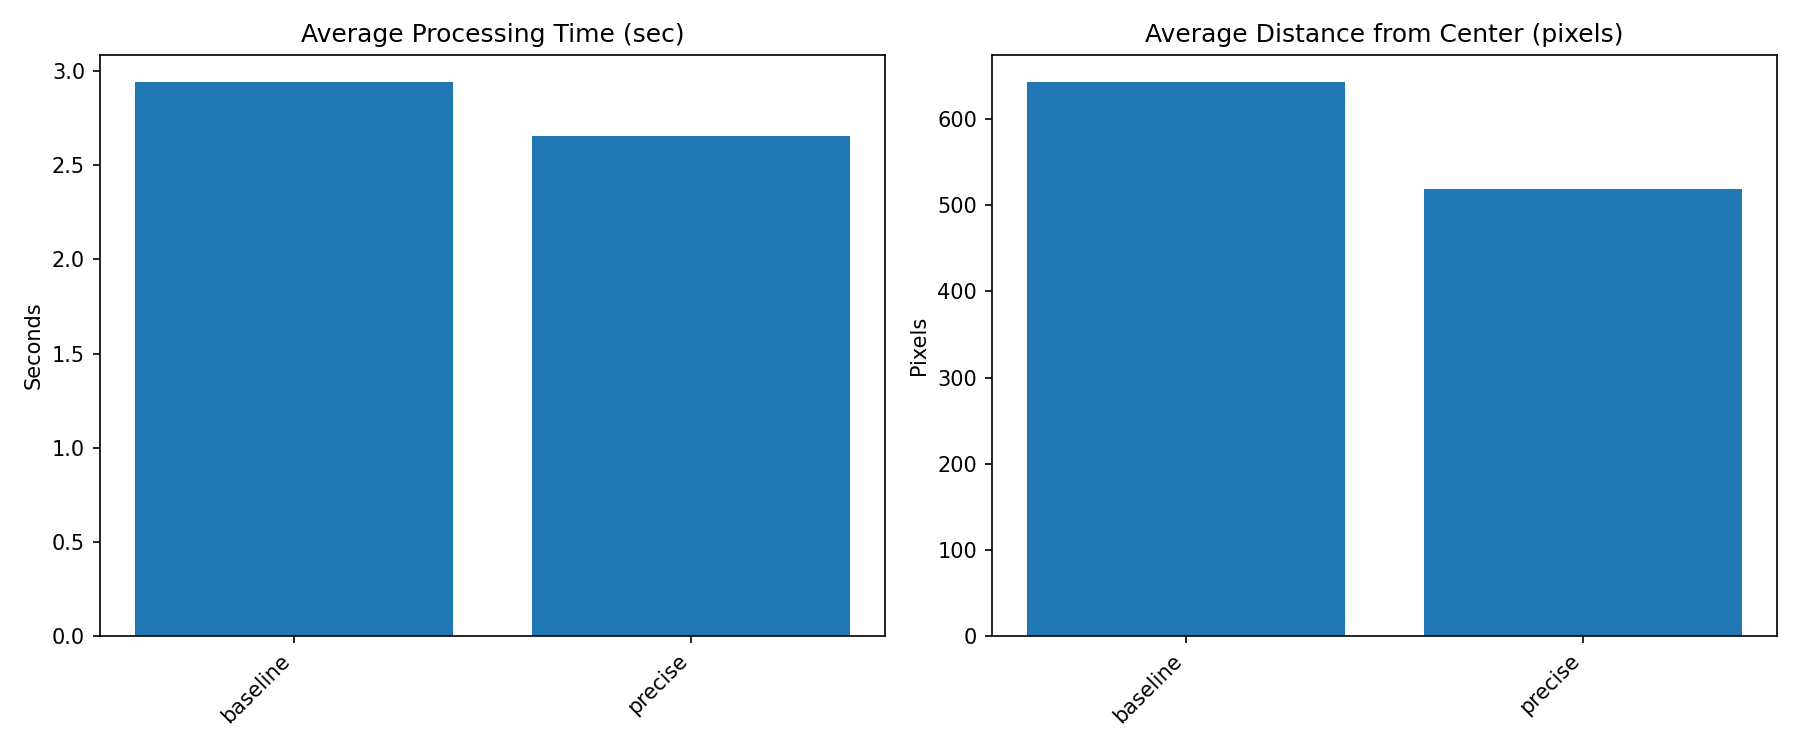 Average Processing Time (sec)
3.0
2.5
2.0
1.5
1.0
0.5
0.0
Seconds
baseline
precise
Average Distance from Center (pixels)
600
500
400
300
200
100
0
Pixels
baseline
precise